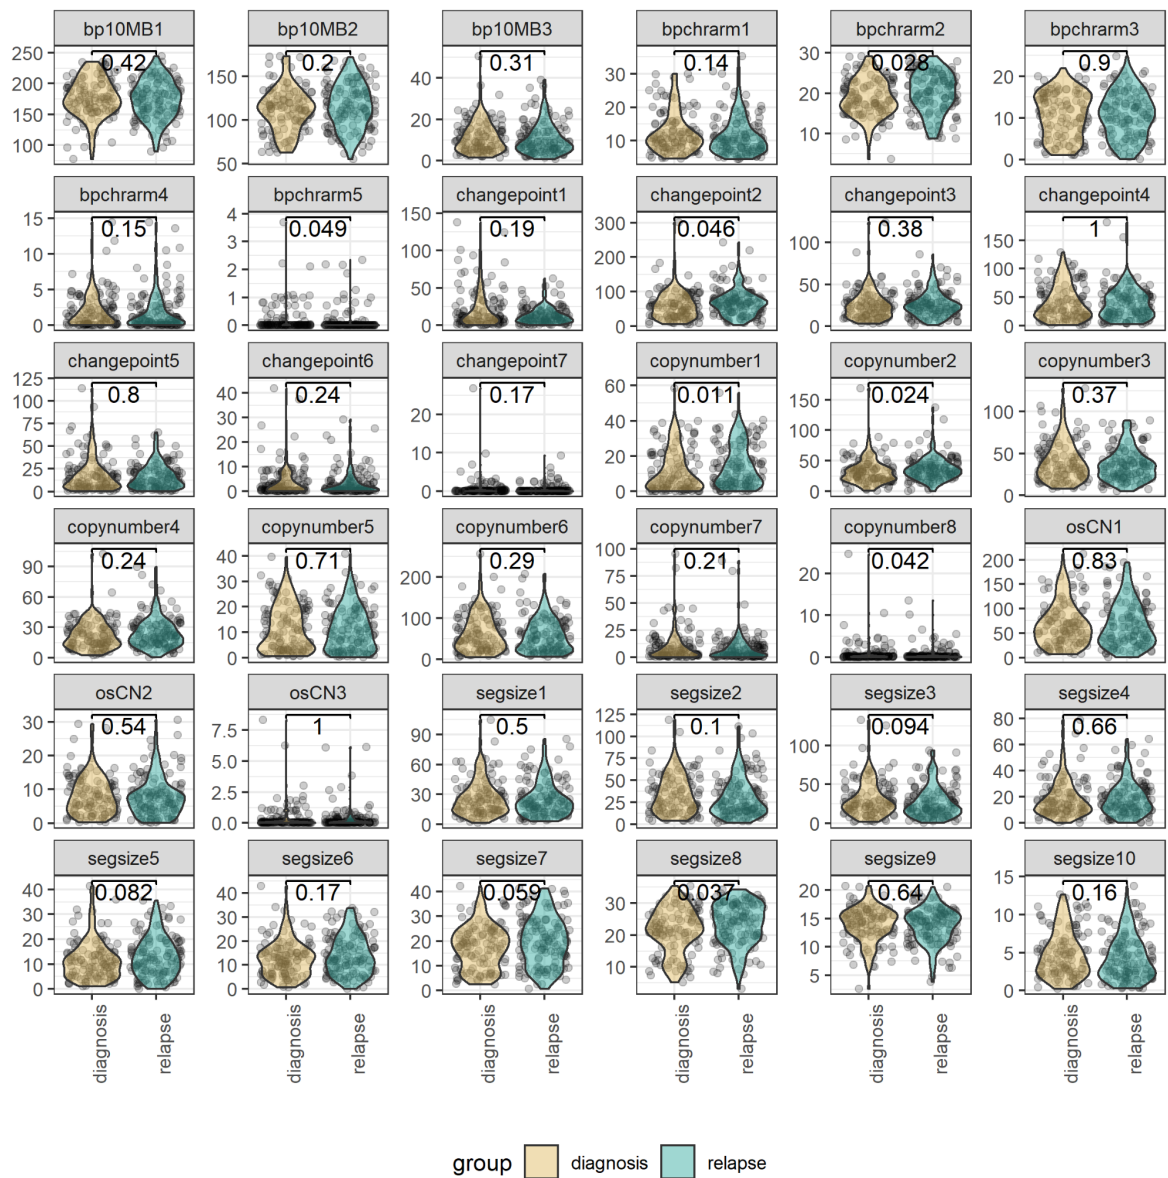 bp10MB1 bp10MB2 bp10MB3 bpchrarm1 bpchrarm2 bpchrarm3
250 200 150 100 0.42
150 100 50 0.2
40 20 0 0.31
30 20 10 0.14
30 20 10 0.028
20 10 0 0.9
bpchrarm4 bpchrarm5 changepoint1 changepoint2 changepoint3 changepoint4
15 10 5 0 0.15
4 3 2 1 0 0.049
150 100 50 0 0.19
300 200 100 0 0.046
100 50 0 0.38
150 100 50 0 1
changepoint5 changepoint6 changepoint7 copynumber1 copynumber2 copynumber3
125 100 75 50 25 0 0.8
40 30 20 10 0 0.24
20 10 0 0.17
60 40 20 0 0.011
150 100 50 0 0.024
100 50 0 0.37
copynumber4 copynumber5 copynumber6 copynumber7 copynumber8 osCN1
90 60 30 0 0.24
40 30 20 10 0 0.71
200 100 0 0.29
100 75 50 25 0 0.21
20 10 0 0.042
200 150 100 50 0 0.83
osCN2 osCN3 segsize1 segsize2 segsize3 segsize4
30 20 10 0 0.54
7.5 5.0 2.5 0.0 1
90 60 30 0 0.5
125 100 75 50 25 0 0.1
100 50 0 0.094
80 60 40 20 0 0.66
segsize5 segsize6 segsize7 segsize8 segsize9 segsize10
40 30 20 10 0 0.082
40 30 20 10 0 0.17
40 30 20 10 0 0.059
30 20 10 0.037
20 15 10 5 0.64
15 10 5 0 0.16
diagnosis relapse diagnosis relapse diagnosis relapse diagnosis relapse diagnosis relapse diagnosis relapse
group diagnosis relapse